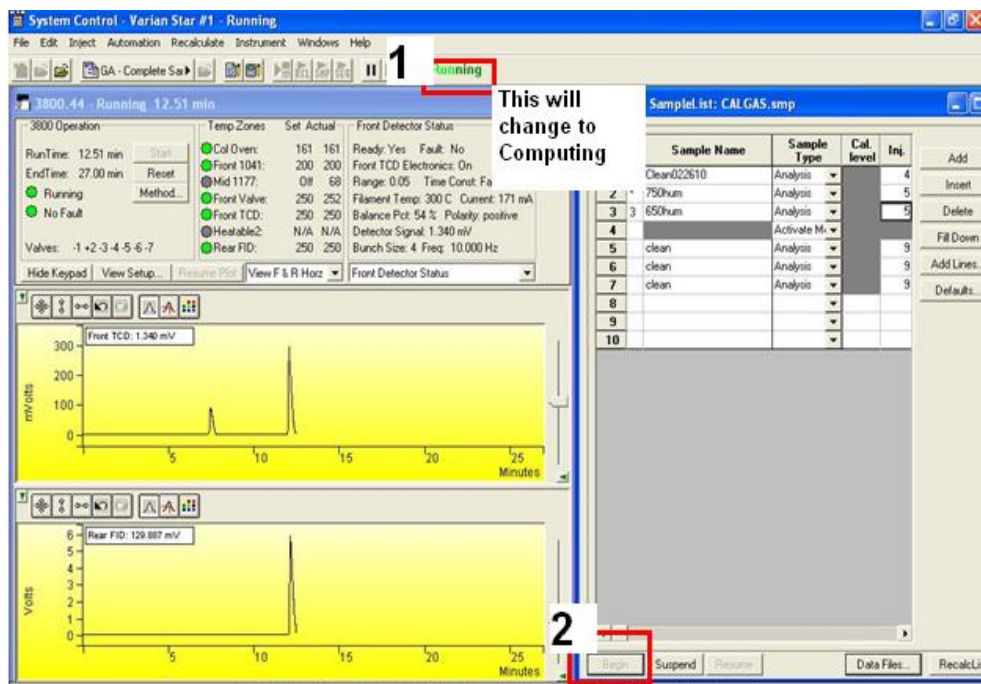 System Control - Varian Star #1 - Running
File Edit Inject Automation Recalculate Instrument Windows Help
GA - Complete Sa
1
Running
This will
change to
Computing
3800.44 - Running 12.51 min
3800 Operation
RunTime: 12.51 min Start
EndTime: 27.00 min Reset
Running Method...
No Fault
Valves: -1 +2 -3 -4 -5 -6 -7
Temp Zones Set Actual
Col Oven: 161 161
Front 1041: 200 200
Mid 1177: Off 68
Front Valve: 250 252
Front TCD: 250 250
Heatable2: N/A N/A
Rear FID: 250 250
Front Detector Status
Ready: Yes Fault: No
Front TCD Electronics: On
Range: 0.05 Time Const: Fa
Filament Temp: 300 C Current: 171 mA
Balance Pct: 54 % Polarity: positive
Detector Signal: 1.340 mV
Bunch Size: 4 Freq: 10.000 Hz
Hide Keypad View Setup... Resume Plot View F & R Horz Front Detector Status
Front TCD: 1.340 mV
mVolts
300
200
100
0
5 10 15 20 25
Minutes
Rear FID: 129.887 mV
Volts
6
5
4
3
2
1
0
5 10 15 20 25
Minutes
SampleList: CALGAS.smp
Sample Name Sample Type Cal. level Inj.
Clean022610 Analysis 4
2 * 750hum Analysis 5
3 3 650hum Analysis 5
4 Activate M
5 clean Analysis 9
6 clean Analysis 9
7 clean Analysis 9
8
9
10
Add
Insert
Delete
Fill Down
Add Lines...
Defaults...
2
Begin Suspend Resume Data Files... RecalcLi